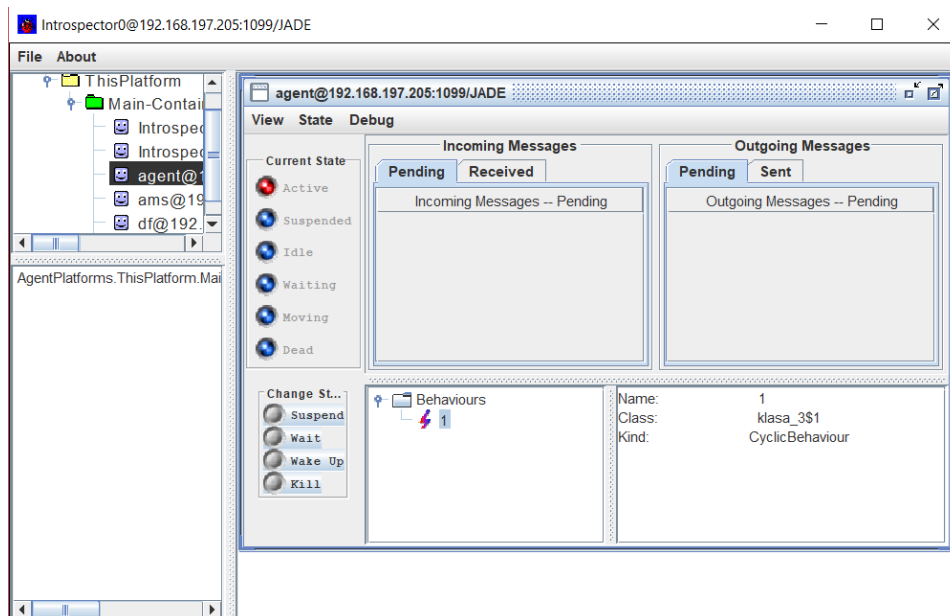 Introspector0@192.168.197.205:1099/JADE
File About
ThisPlatform
Main-Contai
Introspec
Introspec
agent@1
ams@19
df@192.
AgentPlatforms.ThisPlatform.Mai
agent@192.168.197.205:1099/JADE
View State Debug
Current State
Active
Suspended
Idle
Waiting
Moving
Dead
Incoming Messages
Pending Received
Incoming Messages -- Pending
Outgoing Messages
Pending Sent
Outgoing Messages -- Pending
Change St...
Suspend
Wait
Wake Up
Kill
Behaviours
1
Name: 1
Class: klasa_3$1
Kind: CyclicBehaviour